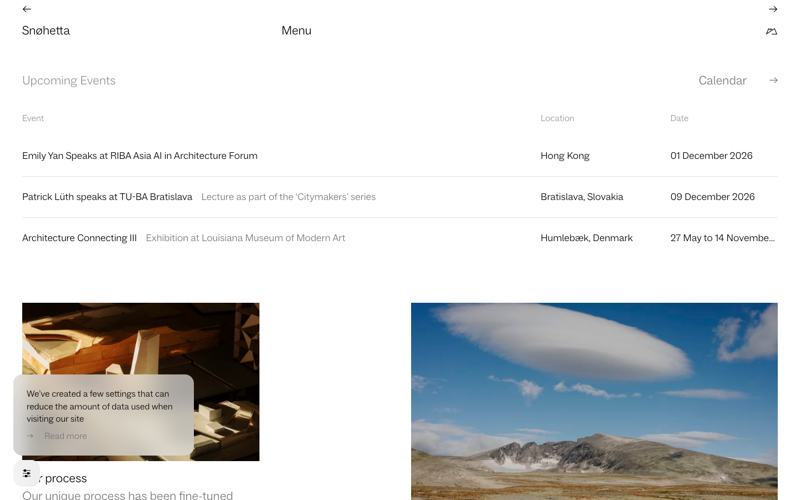 Snøhetta
Menu
Upcoming Events
Calendar
Event
Location
Date
Emily Yan Speaks at RIBA Asia AI in Architecture Forum
Hong Kong
01 December 2026
Patrick Lüth speaks at TU-BA Bratislava
Lecture as part of the ‘Citymakers’ series
Bratislava, Slovakia
09 December 2026
Architecture Connecting III
Exhibition at Louisiana Museum of Modern Art
Humlebæk, Denmark
27 May to 14 Novembe...
We’ve created a few settings that can
reduce the amount of data used when
visiting our site
Read more
process
Our unique process has been fine-tuned